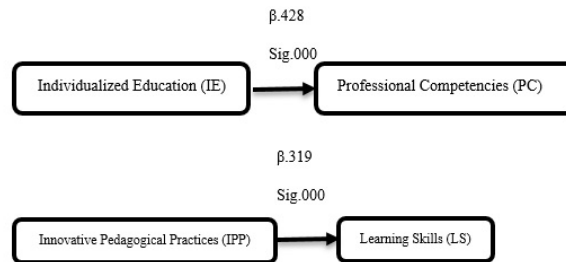 β.428
Sig.000
Individualized Education (IE)
Professional Competencies (PC)
β.319
Sig.000
Innovative Pedagogical Practices (IPP)
Learning Skills (LS)